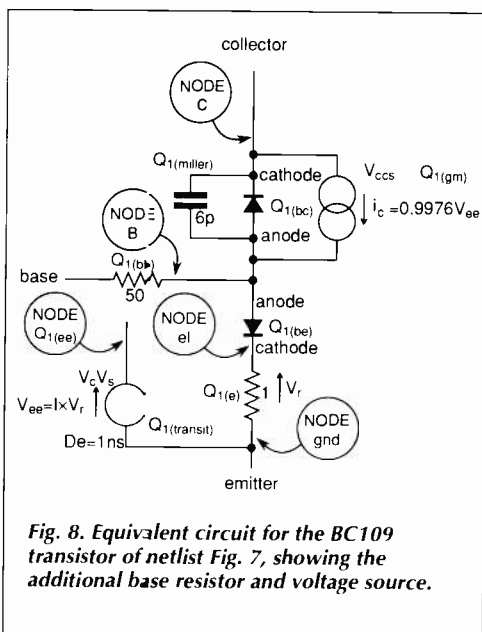 collector
NODE
C
Q1(miller)
cathode
Vccs Q1(gm)
6p
Q1(bc)
ic=0.9976Vee
NODE
B
anode
Q1(bb)
base
50
anode
NODE
Q1(ee)
NODE
el
Q1(be)
cathode
VcVs
Vee=I×Vr
Q1(e)
1
Vr
Q1(transit)
NODE
gnd
De=1ns
emitter
Fig. 8. Equivalent circuit for the BC109
transistor of netlist Fig. 7, showing the
additional base resistor and voltage source.